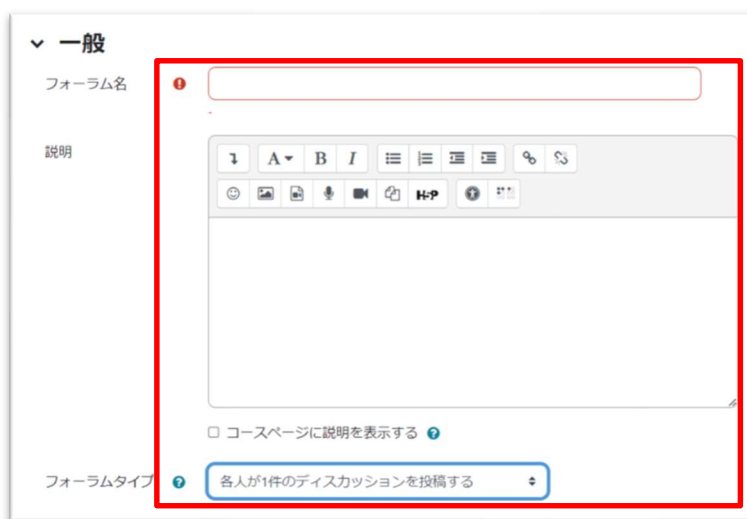 一般
フォーラム名
説明
A B I
H5P
コースページに説明を表示する
フォーラムタイプ
各人が1件のディスカッションを投稿する